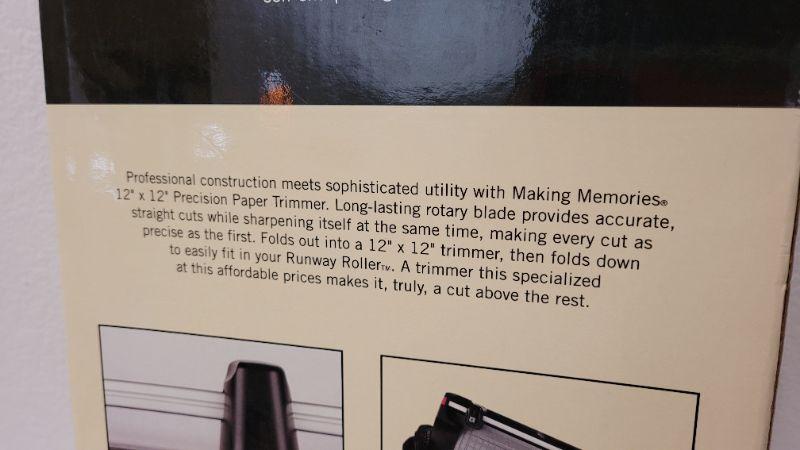 Professional construction meets sophisticated utility with Making Memories®
12" x 12" Precision Paper Trimmer. Long-lasting rotary blade provides accurate,
straight cuts while sharpening itself at the same time, making every cut as
precise as the first. Folds out into a 12" x 12" trimmer, then folds down
to easily fit in your Runway Roller™. A trimmer this specialized
at this affordable prices makes it, truly, a cut above the rest.